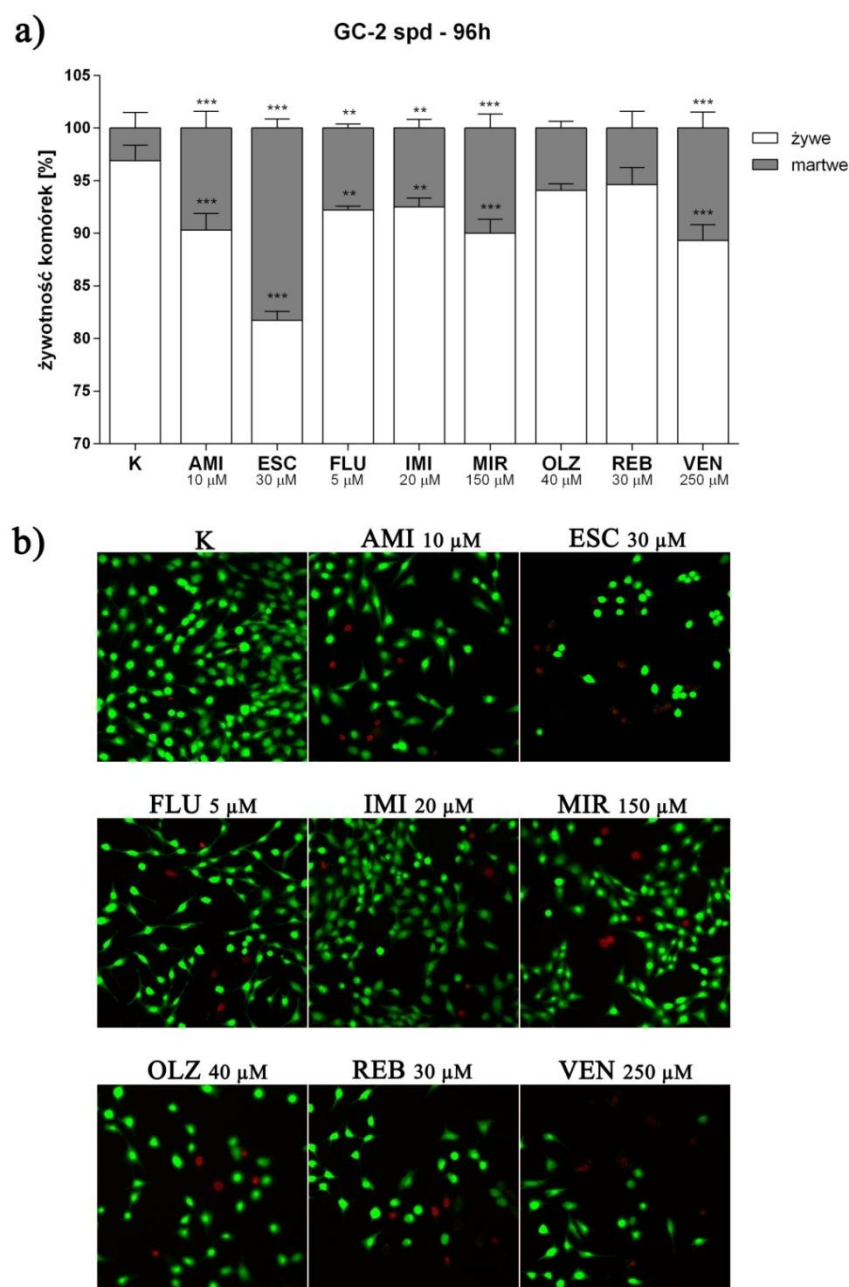 a)
GC-2 spd - 96h
105
100
95
90
85
80
75
70
żywotność komórek [%]
*** *** ** ** *** ***
*** *** ** ** *** ***
żywe
martwe
K AMI ESC FLU IMI MIR OLZ REB VEN
10 µM 30 µM 5 µM 20 µM 150 µM 40 µM 30 µM 250 µM
b)
K AMI 10 µM ESC 30 µM
FLU 5 µM IMI 20 µM MIR 150 µM
OLZ 40 µM REB 30 µM VEN 250 µM